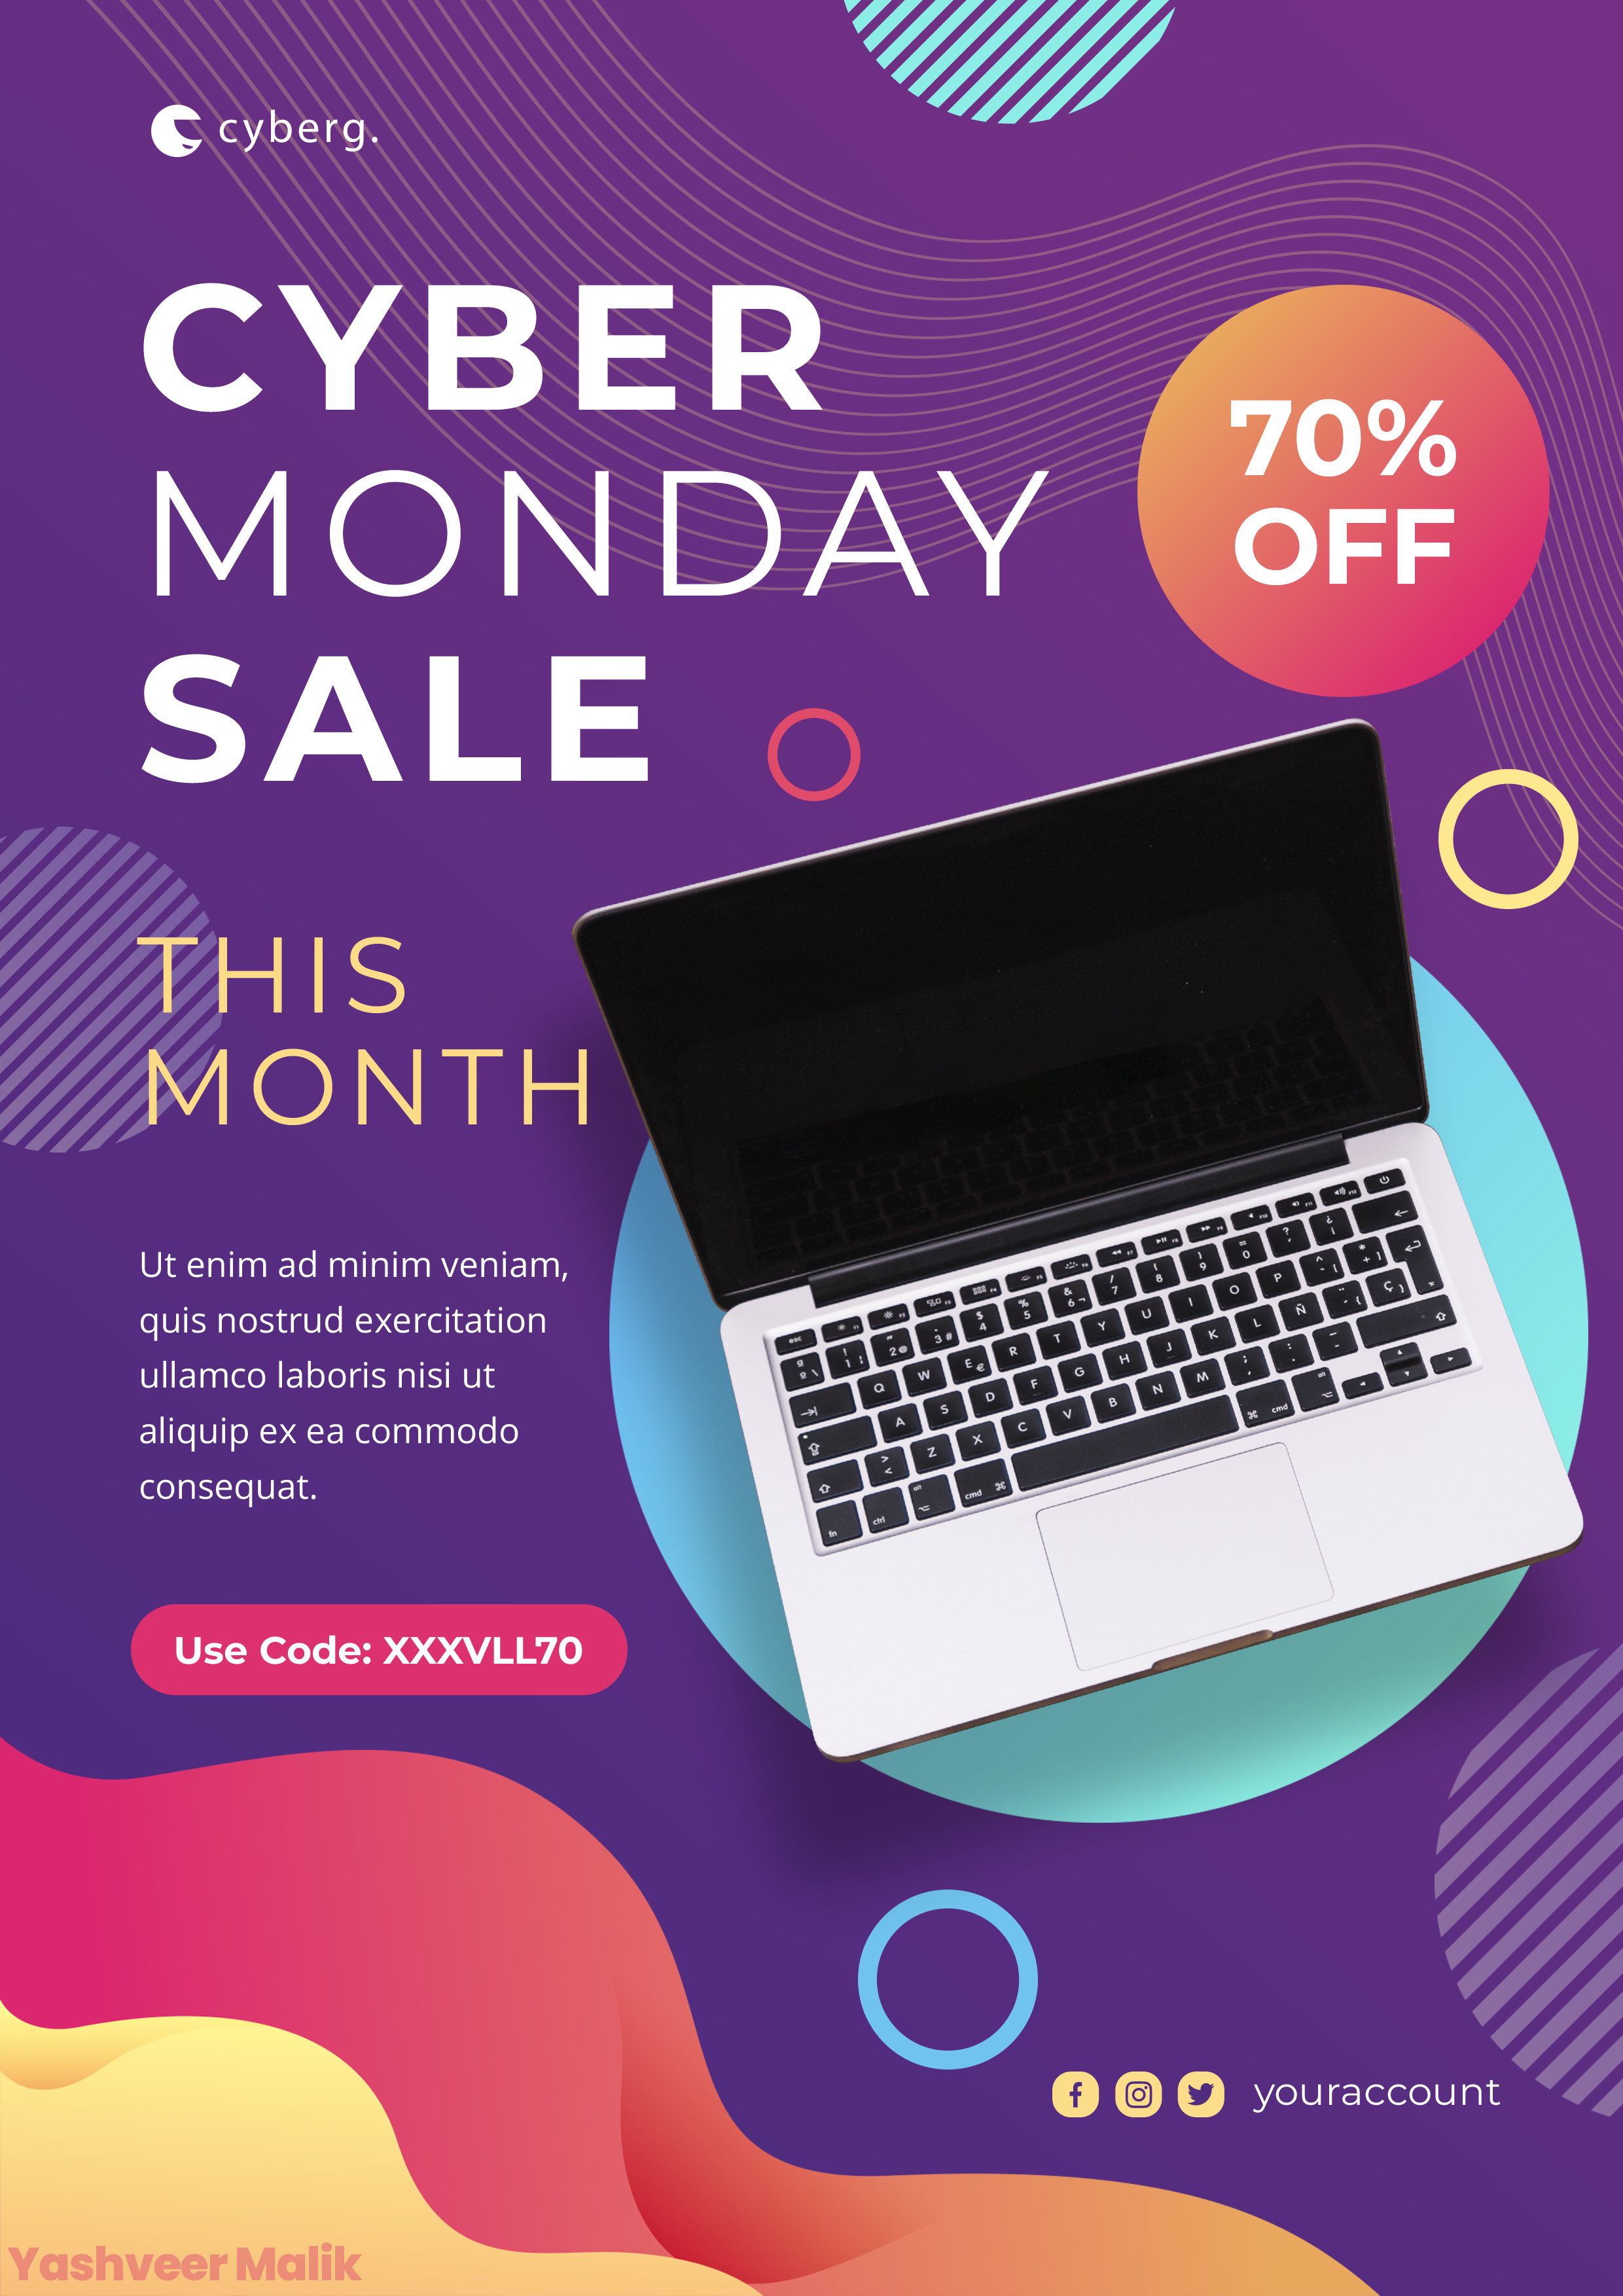 cyberg.
CYBER
MONDAY
SALE
70%
OFF
THIS
MONTH
Ut enim ad minim veniam,
quis nostrud exercitation
ullamco laboris nisi ut
aliquip ex ea commodo
consequat.
Use Code: XXXVLL70
youraccount
Yashveer Malik